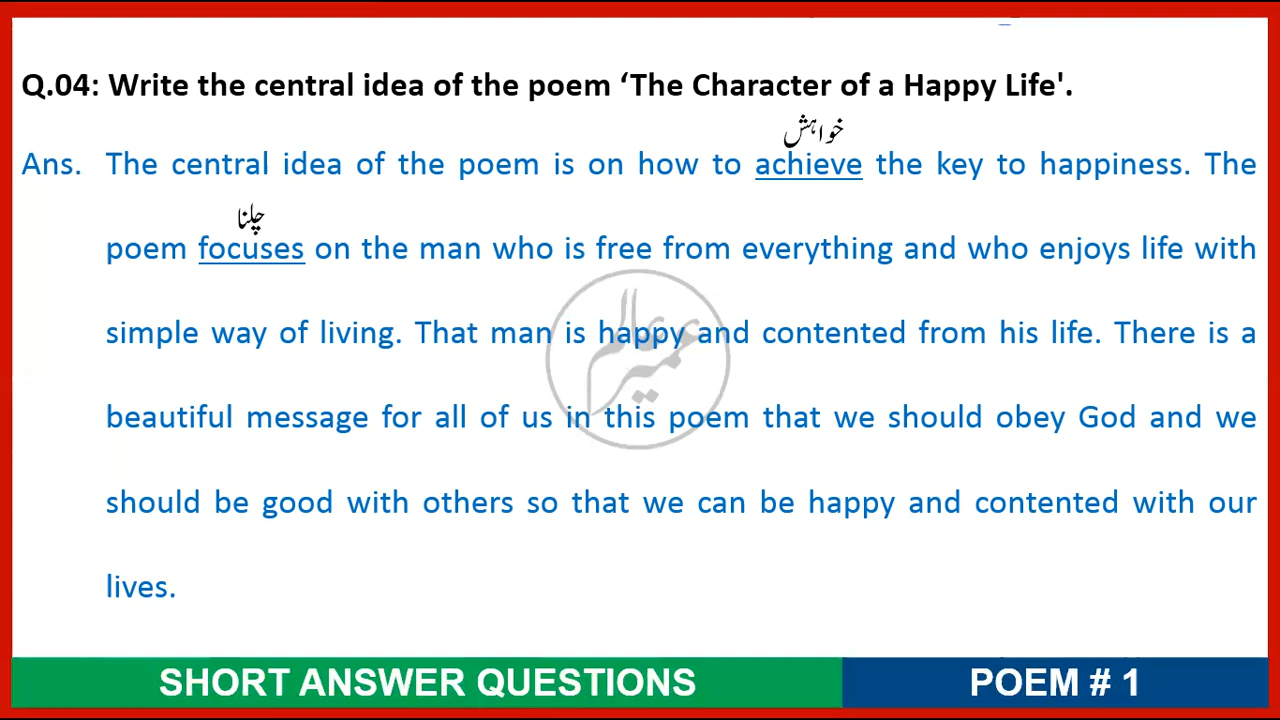 Q.04: Write the central idea of the poem ‘The Character of a Happy Life'.
خواہش
Ans. The central idea of the poem is on how to achieve the key to happiness. The
چلنا
poem focuses on the man who is free from everything and who enjoys life with
simple way of living. That man is happy and contented from his life. There is a
عمیر عالم
beautiful message for all of us in this poem that we should obey God and we
should be good with others so that we can be happy and contented with our
lives.
SHORT ANSWER QUESTIONS
POEM # 1